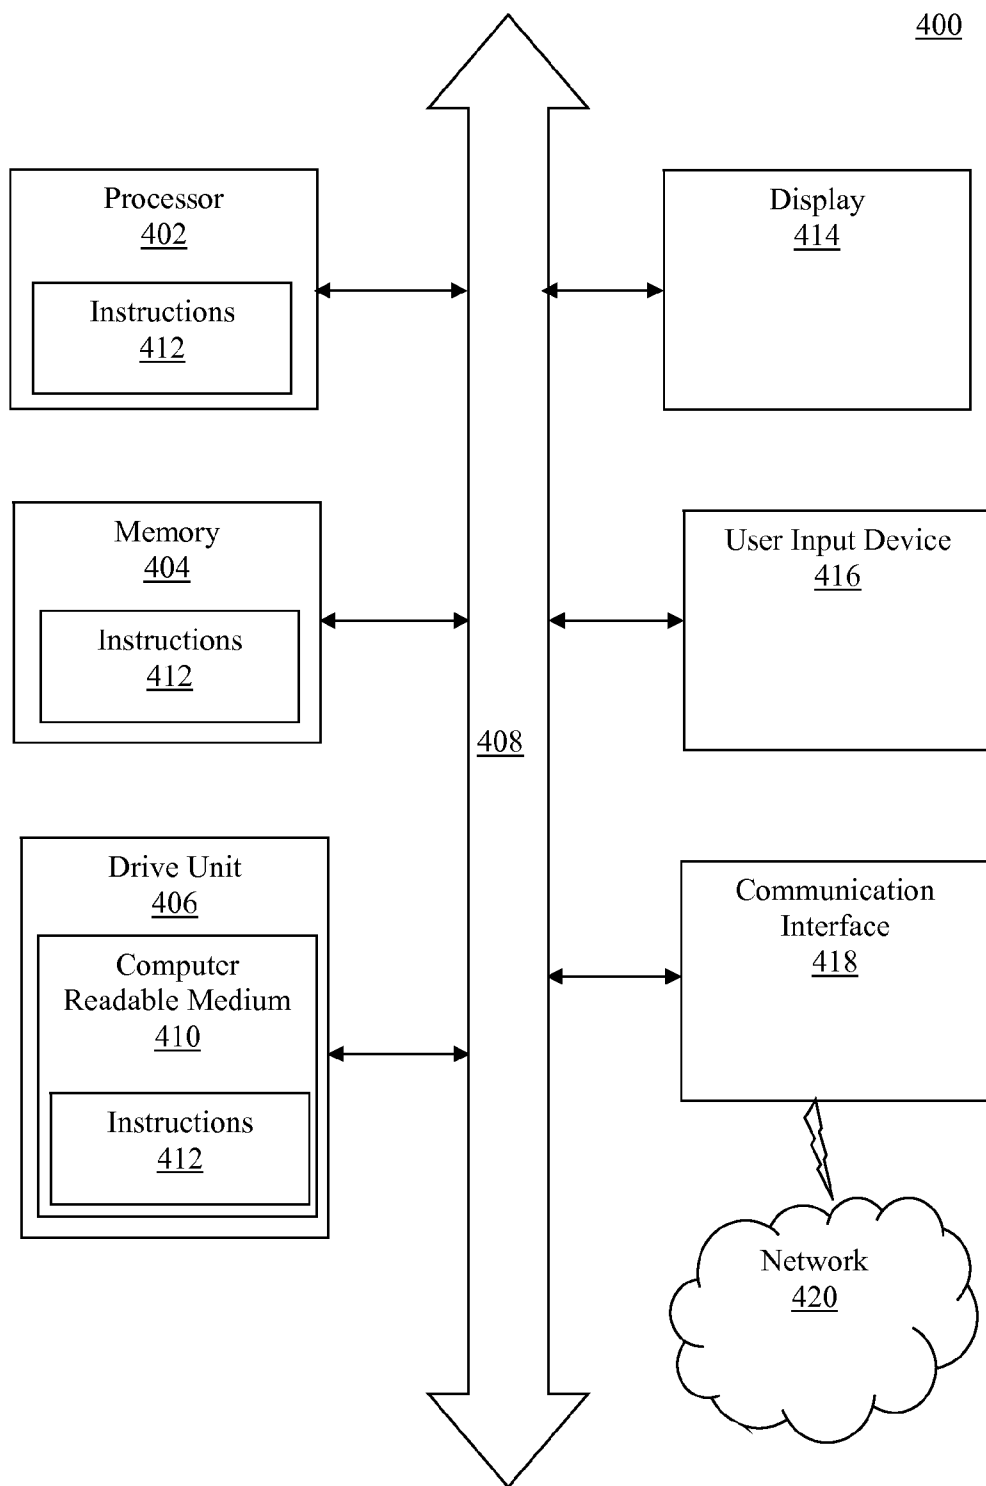 400
Processor
402
Instructions
412
Display
414
Memory
404
Instructions
412
User Input Device
416
408
Drive Unit
406
Computer
Readable Medium
410
Instructions
412
Communication
Interface
418
Network
420